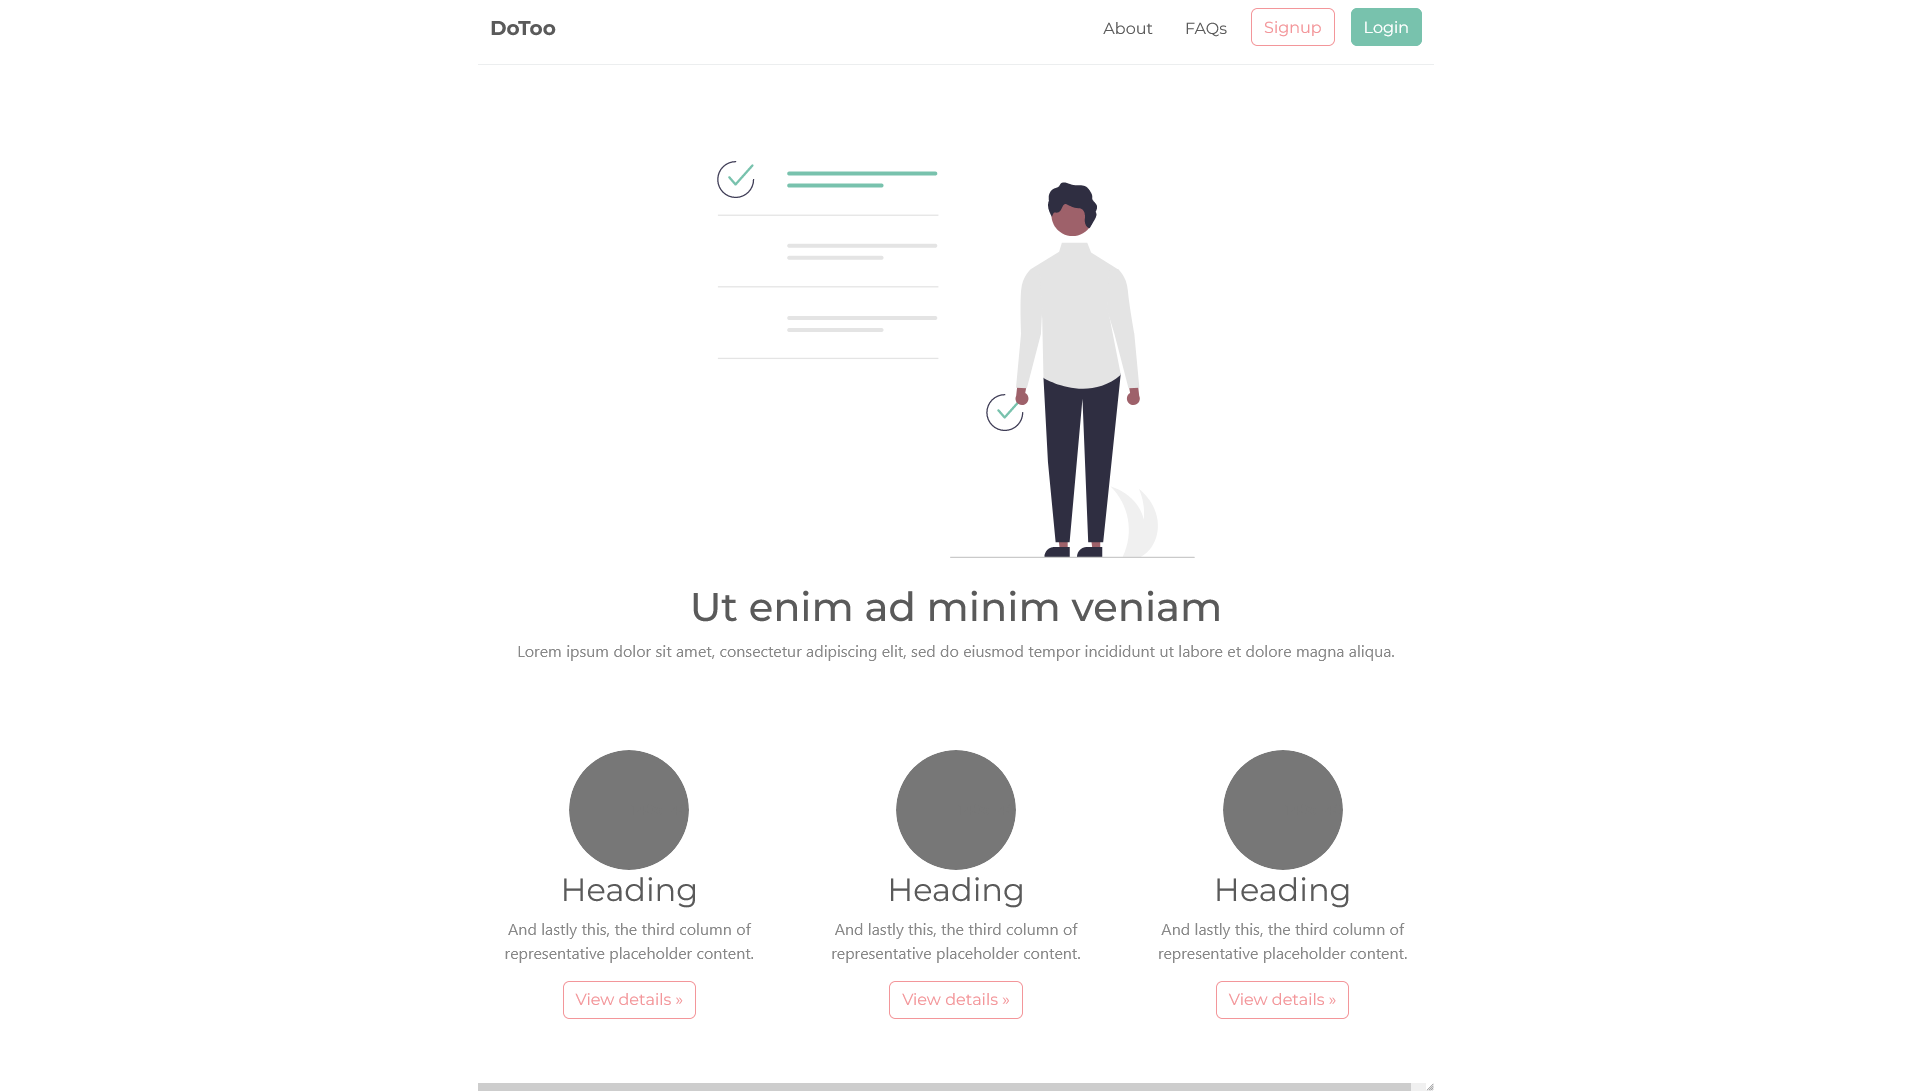 DoToo
About
FAQs
Signup
Login
Ut enim ad minim veniam
Lorem ipsum dolor sit amet, consectetur adipiscing elit, sed do eiusmod tempor incididunt ut labore et dolore magna aliqua.
Heading
And lastly this, the third column of
representative placeholder content.
View details »
Heading
And lastly this, the third column of
representative placeholder content.
View details »
Heading
And lastly this, the third column of
representative placeholder content.
View details »